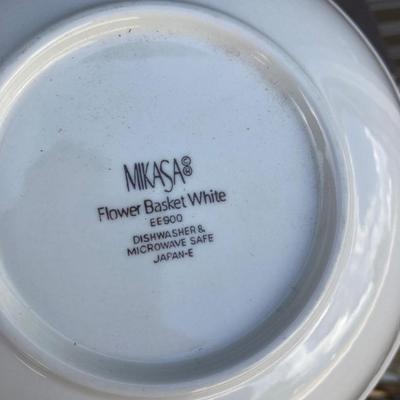 MIKASA©®
Flower Basket White
EE900
DISHWASHER &
MICROWAVE SAFE
JAPAN-E